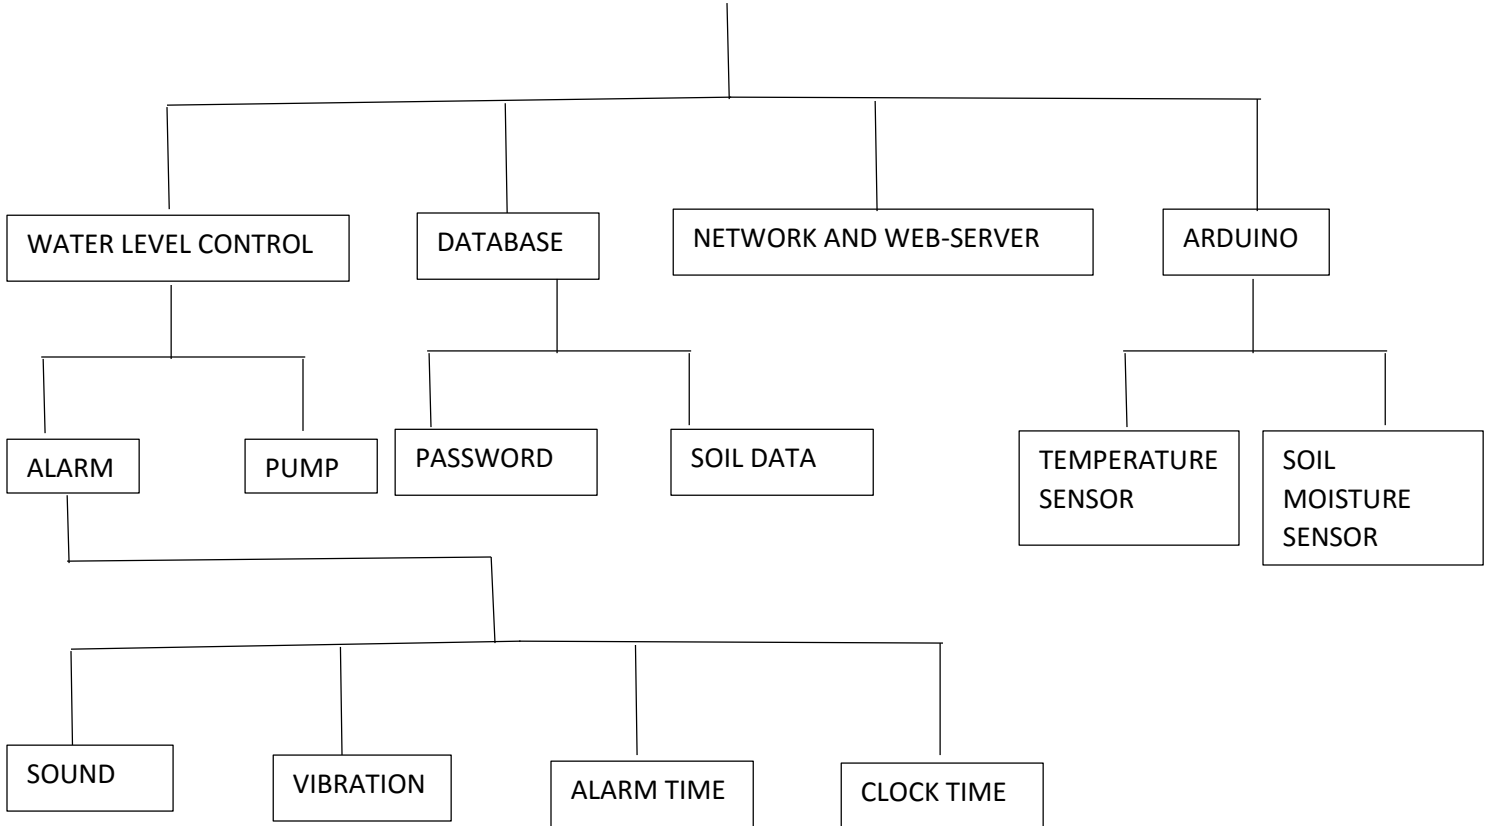 WATER LEVEL CONTROL
DATABASE
NETWORK AND WEB-SERVER
ARDUINO
ALARM
PUMP
PASSWORD
SOIL DATA
TEMPERATURE
SENSOR
SOIL
MOISTURE
SENSOR
SOUND
VIBRATION
ALARM TIME
CLOCK TIME